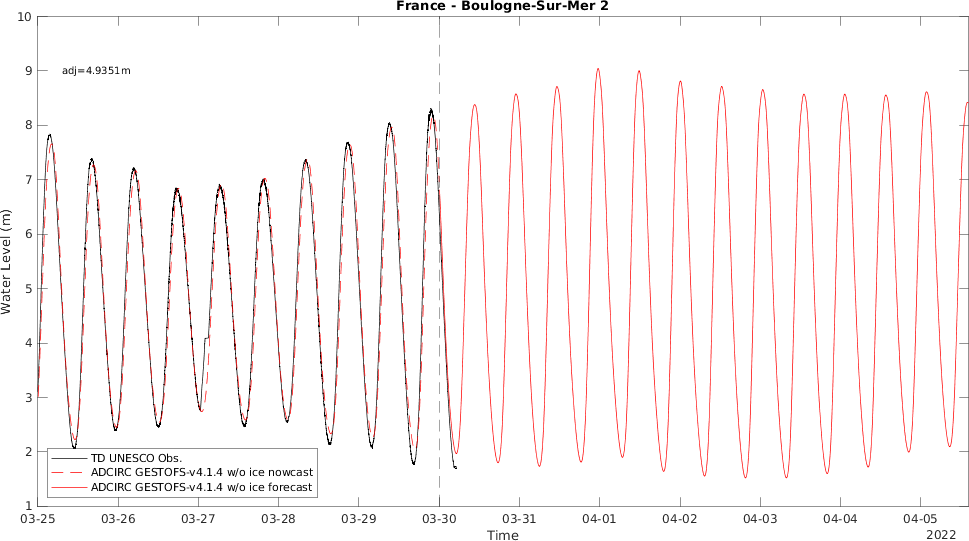 France - Boulogne-Sur-Mer 2
10
adj=4.9351m
9
8
7
6
5
4
3
2
1
Water Level (m)
TD UNESCO Obs.
ADCIRC GESTOFS-v4.1.4 w/o ice nowcast
ADCIRC GESTOFS-v4.1.4 w/o ice forecast
03-25 03-26 03-27 03-28 03-29 03-30 03-31 04-01 04-02 04-03 04-04 04-05
Time
2022